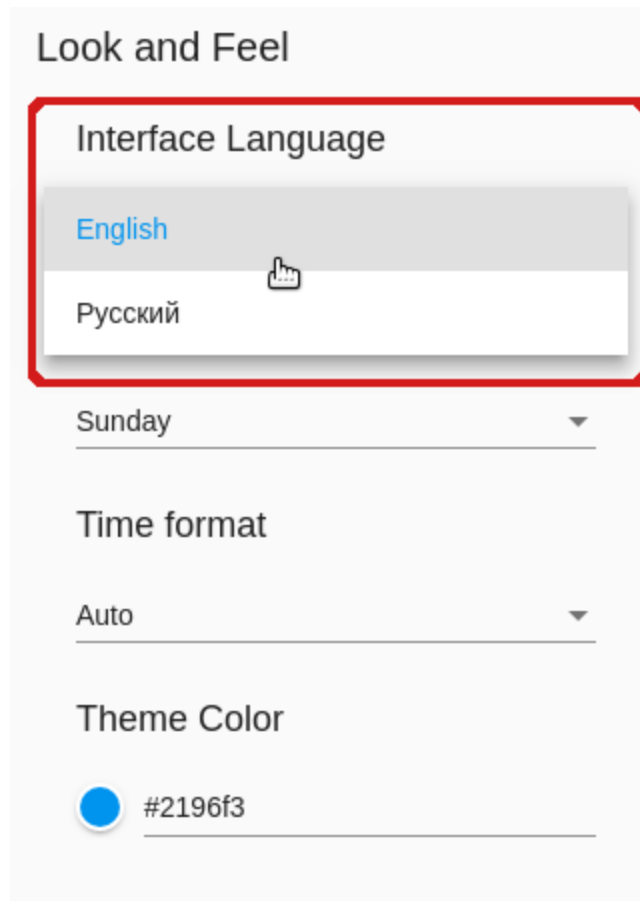 Look and Feel
Interface Language
English
Русский
Sunday
Time format
Auto
Theme Color
#2196f3